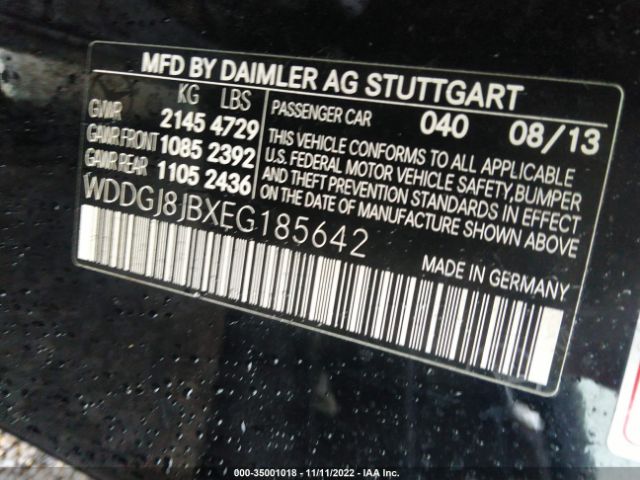 MFD BY DAIMLER AG STUTTGART
KG LBS
GVWR 2145 4729
GAWR FRONT 1085 2392
GAWR REAR 1105 2436
PASSENGER CAR 040 08/13
THIS VEHICLE CONFORMS TO ALL APPLICABLE
U.S. FEDERAL MOTOR VEHICLE SAFETY, BUMPER
AND THEFT PREVENTION STANDARDS IN EFFECT
ON THE DATE OF MANUFACTURE SHOWN ABOVE
WDDGJ8JBXEG185642
MADE IN GERMANY
000-35001018 - 11/11/2022 - IAA Inc.